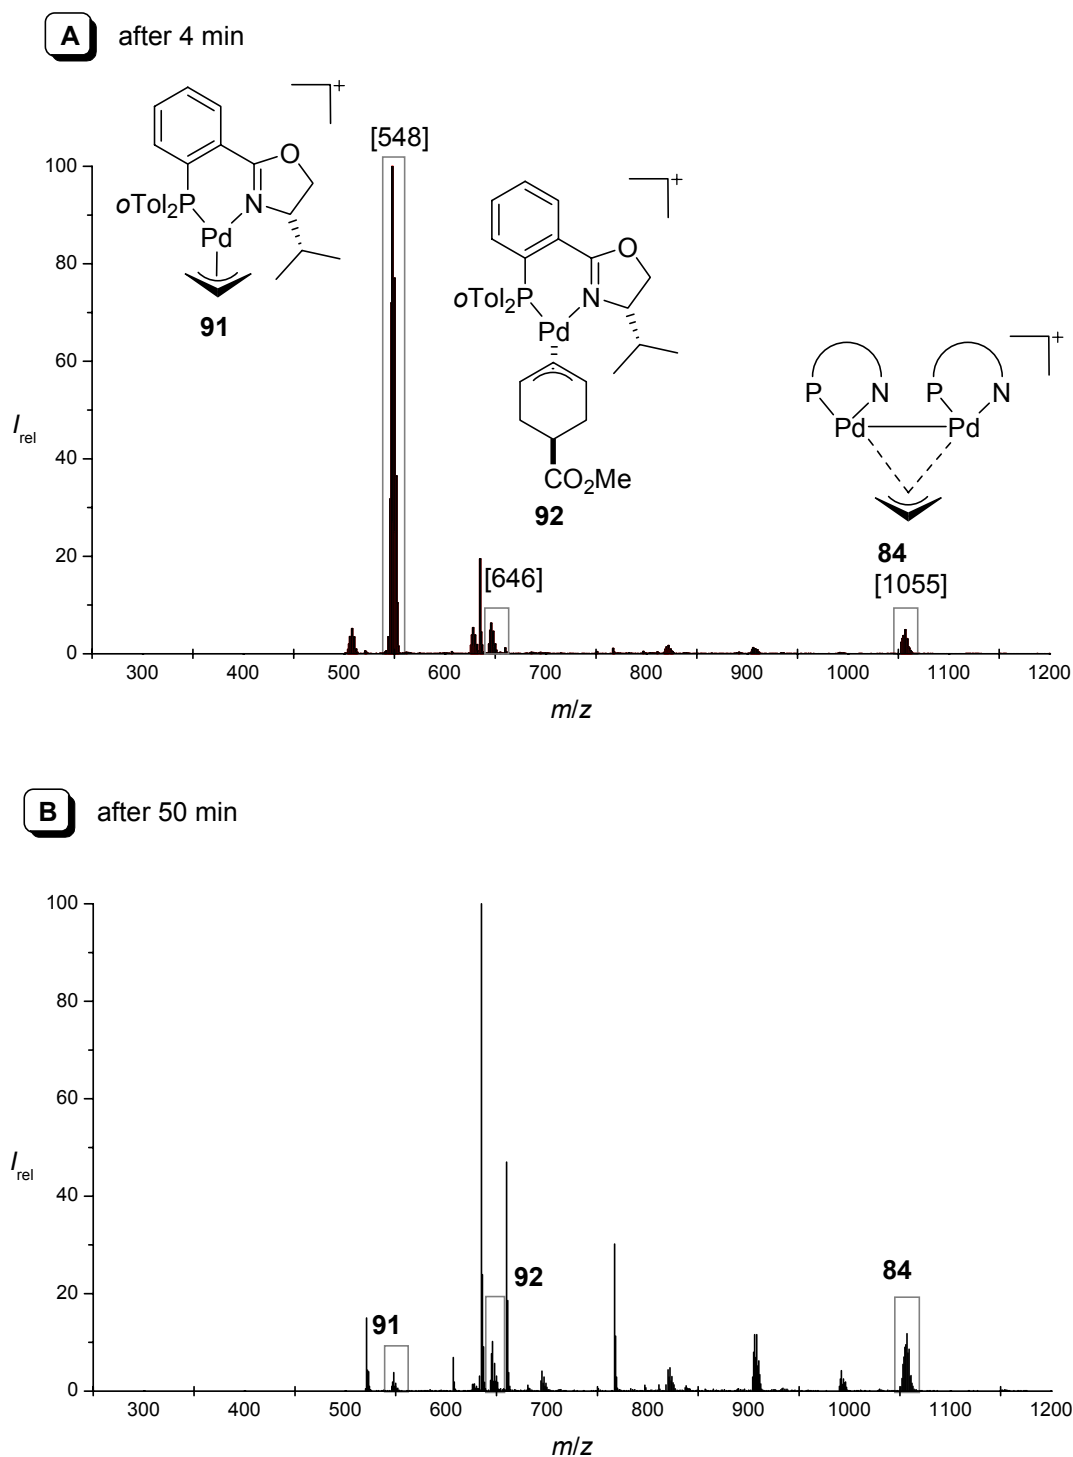 A after 4 min
[548]
O
N
oTol2P
Pd
+
91
O
N
oTol2P
Pd
+
CO2Me
92
P N P N
Pd Pd
+
84
[1055]
[646]
100
80
60
40
20
0
Irel
300 400 500 600 700 800 900 1000 1100 1200
m/z
B after 50 min
100
80
60
40
20
0
Irel
91
92
84
300 400 500 600 700 800 900 1000 1100 1200
m/z